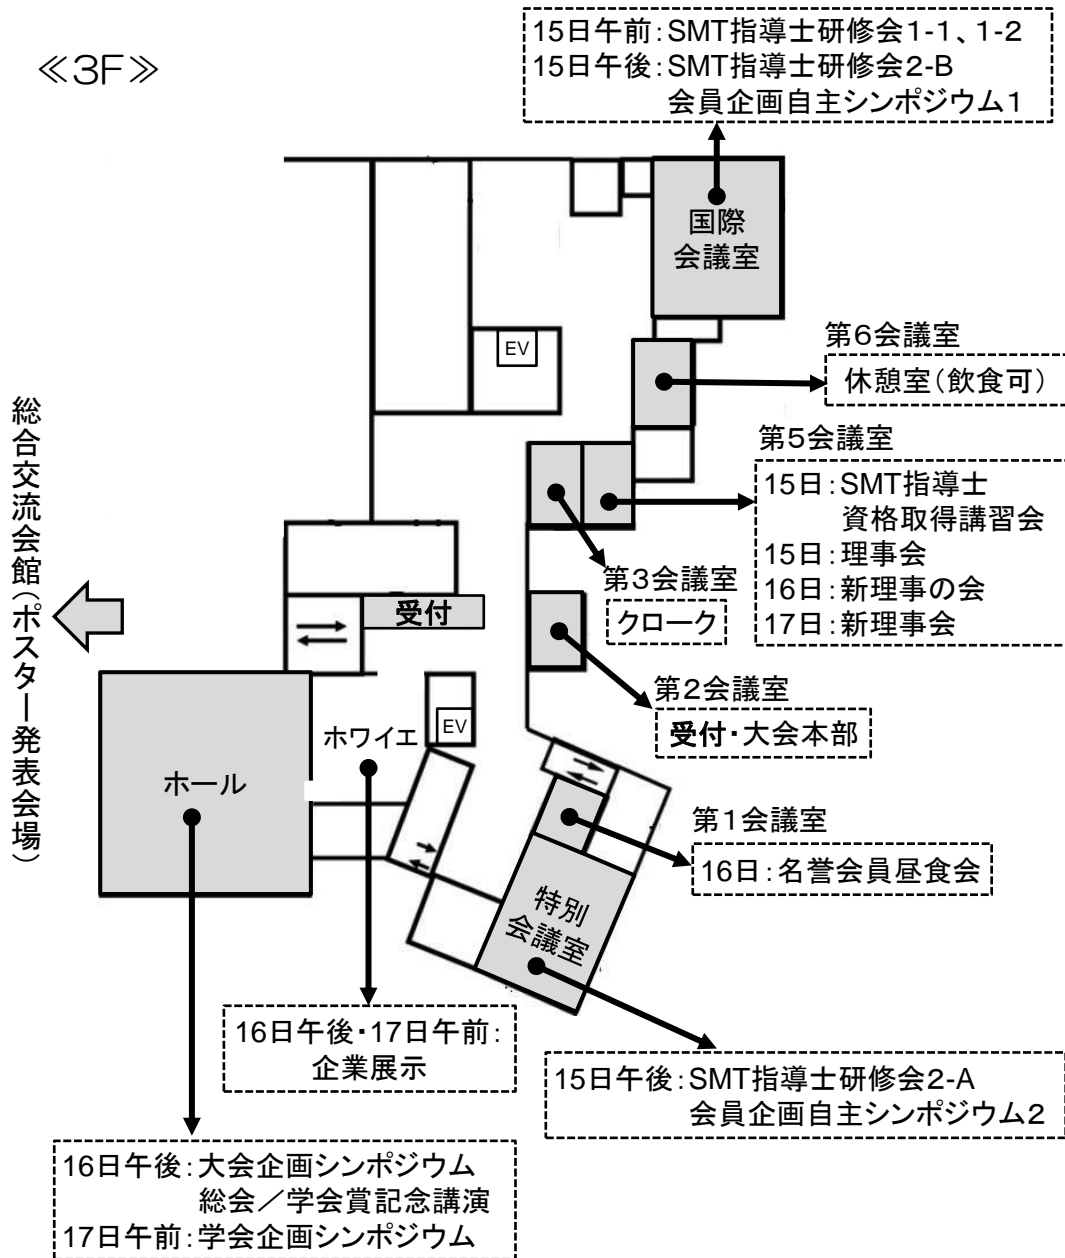 ≪3F≫
15日午前：SMT指導士研修会1-1、1-2
15日午後：SMT指導士研修会2-B
会員企画自主シンポジウム1
国際
会議室
EV
第6会議室
休憩室（飲食可）
第5会議室
15日：SMT指導士
資格取得講習会
15日：理事会
16日：新理事の会
17日：新理事会
第3会議室
クローク
総合交流会館（ポスター発表会場）
受付
第2会議室
受付・大会本部
EV
ホワイエ
ホール
第1会議室
16日：名誉会員昼食会
特別
会議室
16日午後・17日午前：
企業展示
15日午後：SMT指導士研修会2-A
会員企画自主シンポジウム2
16日午後：大会企画シンポジウム
総会／学会賞記念講演
17日午前：学会企画シンポジウム